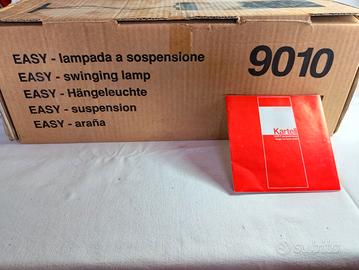 EASY - lampada a sospensione
EASY - swinging lamp
EASY - Hängeleuchte
EASY - suspension
EASY - araña
9010
Kartell
subito